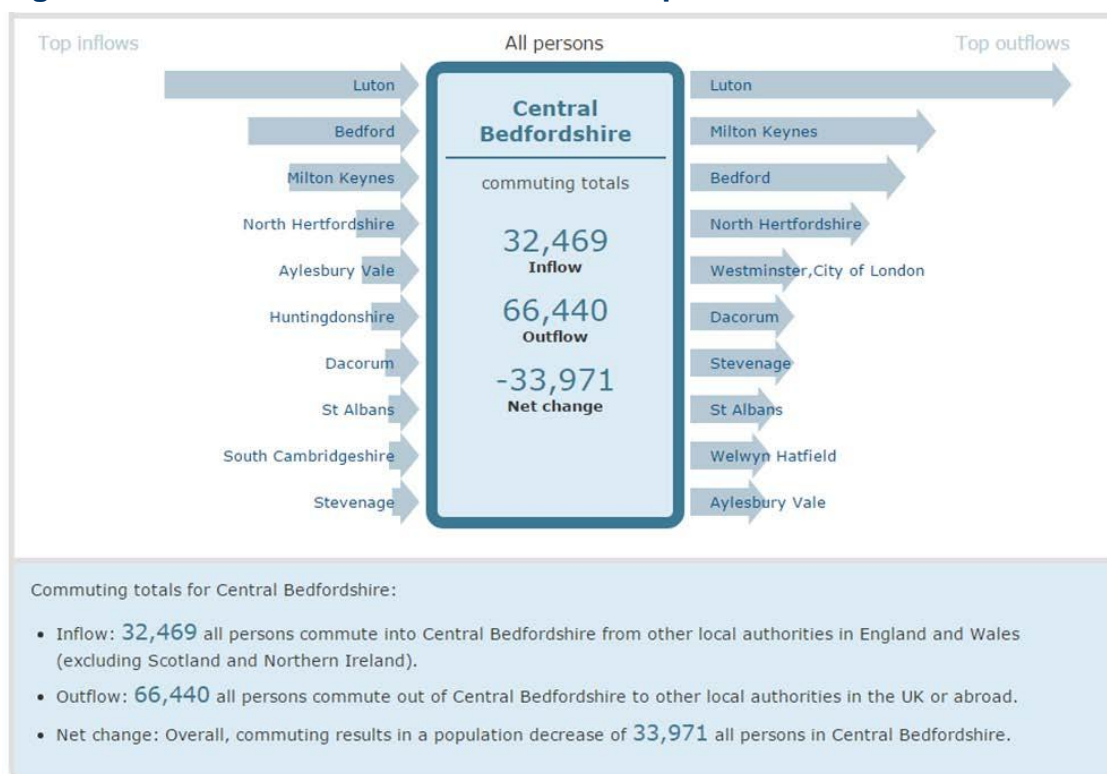 Top inflows
All persons
Top outflows
Luton
Bedford
Milton Keynes
North Hertfordshire
Aylesbury Vale
Huntingdonshire
Dacorum
St Albans
South Cambridgeshire
Stevenage
Central
Bedfordshire
commuting totals
32,469
Inflow
66,440
Outflow
-33,971
Net change
Luton
Milton Keynes
Bedford
North Hertfordshire
Westminster,City of London
Dacorum
Stevenage
St Albans
Welwyn Hatfield
Aylesbury Vale
Commuting totals for Central Bedfordshire:
• Inflow: 32,469 all persons commute into Central Bedfordshire from other local authorities in England and Wales
(excluding Scotland and Northern Ireland).
• Outflow: 66,440 all persons commute out of Central Bedfordshire to other local authorities in the UK or abroad.
• Net change: Overall, commuting results in a population decrease of 33,971 all persons in Central Bedfordshire.